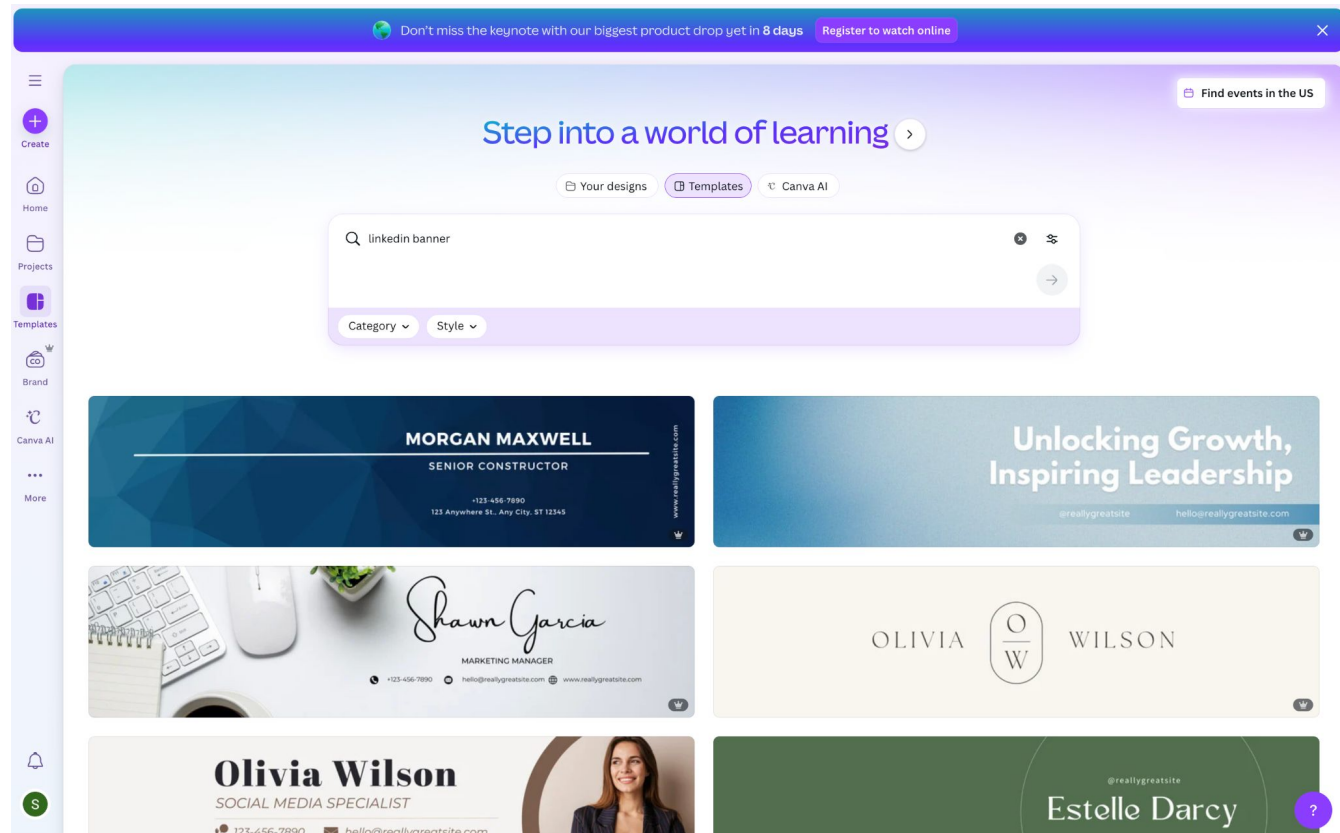 Don't miss the keynote with our biggest product drop yet in 8 days
Register to watch online
Find events in the US
Create
Home
Projects
Templates
CO
Brand
Canva AI
More
S
Step into a world of learning
Your designs
Templates
Canva AI
linkedin banner
Category
Style
MORGAN MAXWELL
SENIOR CONSTRUCTOR
+123-456-7890
123 Anywhere St., Any City, ST 12345
www.reallygreatsite.com
Unlocking Growth,
Inspiring Leadership
@reallygreatsite hello@reallygreatsite.com
Shawn Garcia
MARKETING MANAGER
+123-456-7890 hello@reallygreatsite.com www.reallygreatsite.com
OLIVIA O W WILSON
Olivia Wilson
SOCIAL MEDIA SPECIALIST
123-456-7890 hello@reallygreatsite.com
@reallygreatsite
Estelle Darcy
?